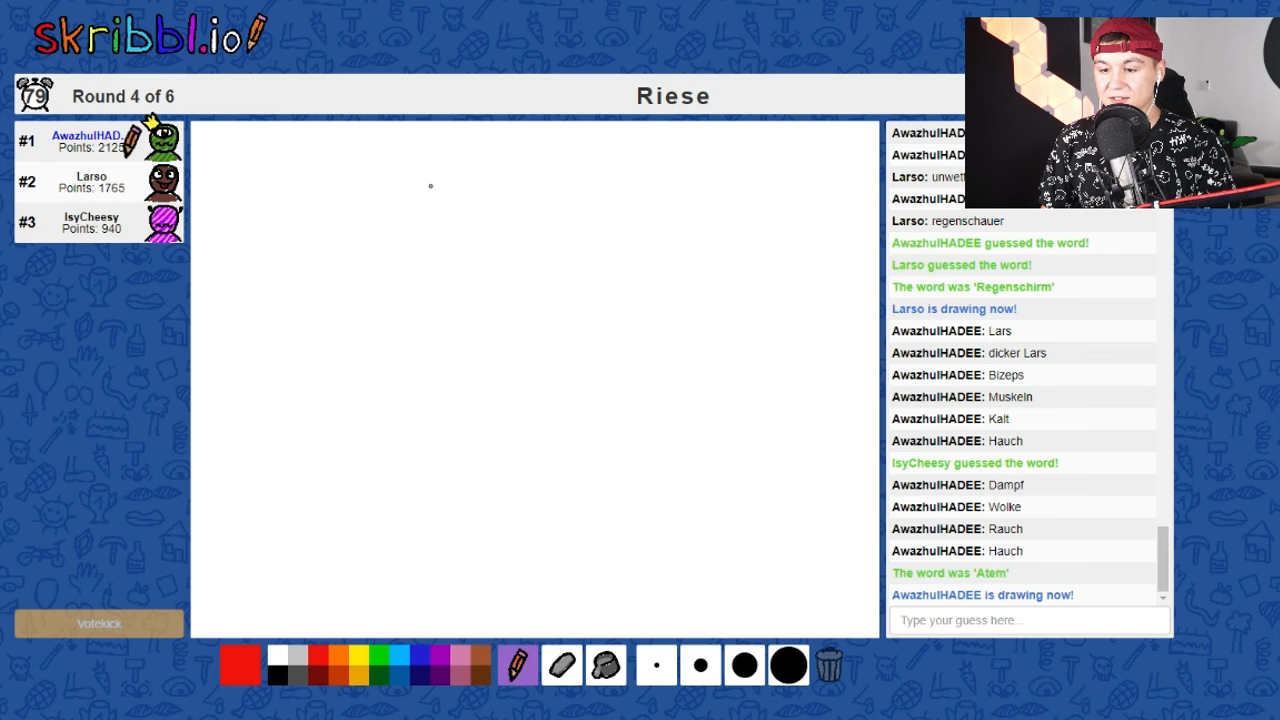 skribbl.io
79
Round 4 of 6
Riese
#1
AwazhulHAD.
Points: 2125
#2
Larso
Points: 1765
#3
IsyCheesy
Points: 940
Votekick
AwazhulHAD
AwazhulHAD
Larso: unwett
AwazhulHAD
Larso: regenschauer
AwazhulHADEE guessed the word!
Larso guessed the word!
The word was 'Regenschirm'
Larso is drawing now!
AwazhulHADEE: Lars
AwazhulHADEE: dicker Lars
AwazhulHADEE: Bizeps
AwazhulHADEE: Muskeln
AwazhulHADEE: Kalt
AwazhulHADEE: Hauch
IsyCheesy guessed the word!
AwazhulHADEE: Dampf
AwazhulHADEE: Wolke
AwazhulHADEE: Rauch
AwazhulHADEE: Hauch
The word was 'Atem'
AwazhulHADEE is drawing now!
Type your guess here...